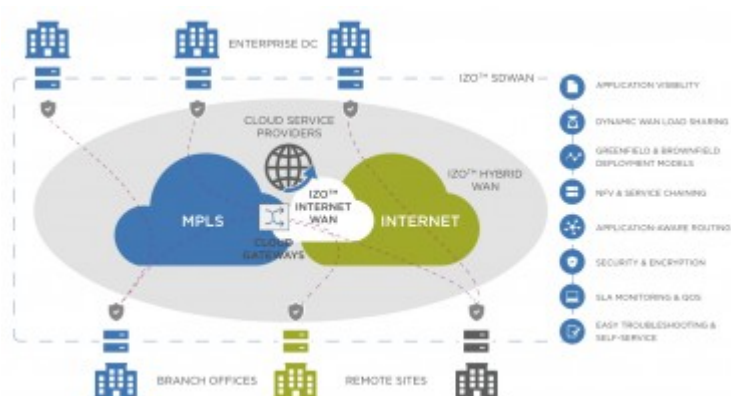 ENTERPRISE DC
IZO™ SDWAN
CLOUD SERVICE
PROVIDERS
IZO™ HYBRID
WAN
IZO™
INTERNET
WAN
MPLS
INTERNET
CLOUD
GATEWAYS
BRANCH OFFICES
REMOTE SITES
APPLICATION VISIBILITY
DYNAMIC WAN LOAD SHARING
GREENFIELD & BROWNFIELD
DEPLOYMENT MODELS
NFV & SERVICE CHAINING
APPLICATION-AWARE ROUTING
SECURITY & ENCRYPTION
SLA MONITORING & QOS
EASY TROUBLESHOOTING &
SELF-SERVICE